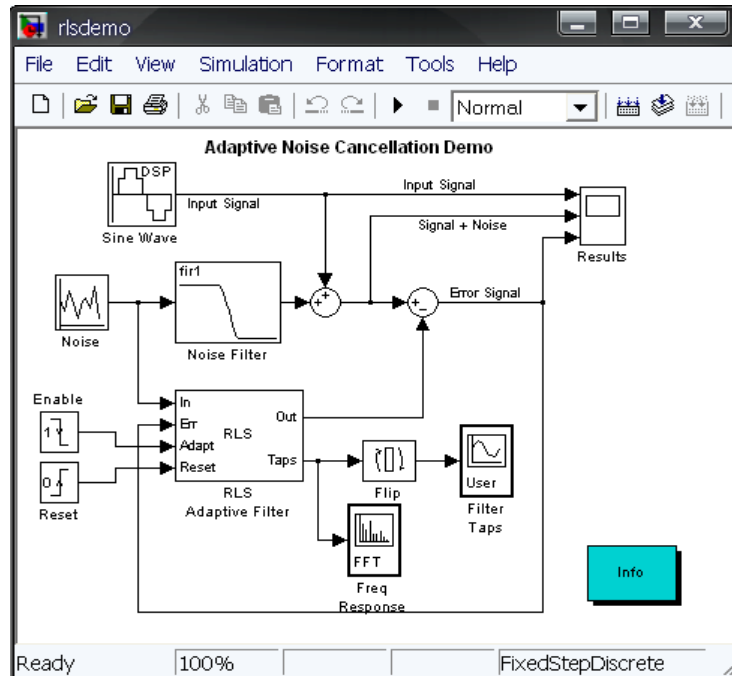 rlsdemo
File Edit View Simulation Format Tools Help
Normal
Adaptive Noise Cancellation Demo
DSP
Sine Wave
Input Signal
Input Signal
Signal + Noise
Results
Noise
fir1
Noise Filter
+
+
+
-
Error Signal
Enable
1
0
Reset
In
Err
Adapt
Reset
RLS
Out
Taps
RLS
Adaptive Filter
Flip
User
Filter
Taps
FFT
Freq
Response
Info
Ready 100% FixedStepDiscrete